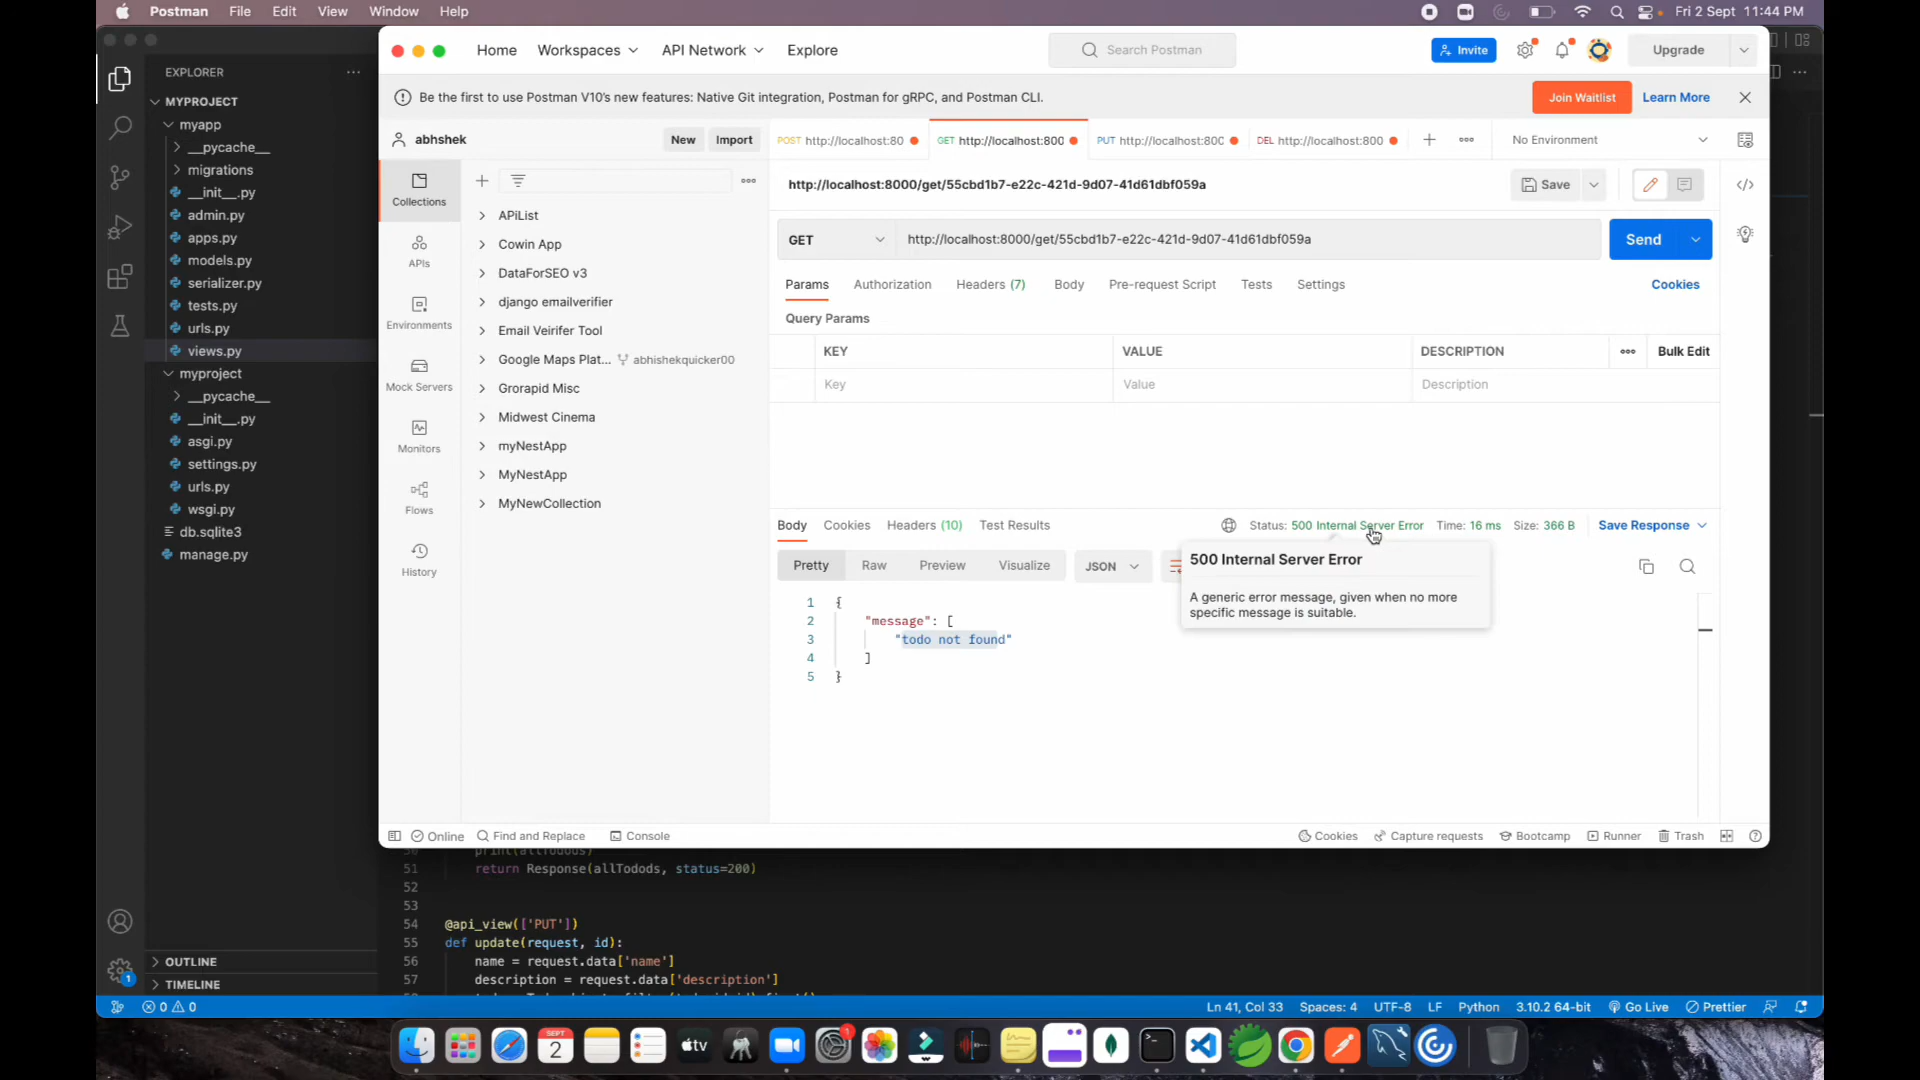 Postman File Edit View Window Help Fri 2 Sept 11:44 PM
Home Workspaces API Network Explore Search Postman Invite Upgrade
Be the first to use Postman V10's new features: Native Git integration, Postman for gRPC, and Postman CLI. Join Waitlist Learn More
EXPLORER
MYPROJECT
myapp
__pycache__
migrations
__init__.py
admin.py
apps.py
models.py
serializer.py
tests.py
urls.py
views.py
myproject
__pycache__
__init__.py
asgi.py
settings.py
urls.py
wsgi.py
db.sqlite3
manage.py
OUTLINE
TIMELINE
abhshek New Import
Collections
APIs
Environments
Mock Servers
Monitors
Flows
History
APiList
Cowin App
DataForSEO v3
django emailverifier
Email Veirifer Tool
Google Maps Plat... abhishekquicker00
Grorapid Misc
Midwest Cinema
myNestApp
MyNestApp
MyNewCollection
POST http://localhost:80 GET http://localhost:800 PUT http://localhost:800 DEL http://localhost:800 No Environment
http://localhost:8000/get/55cbd1b7-e22c-421d-9d07-41d61dbf059a Save
GET http://localhost:8000/get/55cbd1b7-e22c-421d-9d07-41d61dbf059a Send
Params Authorization Headers (7) Body Pre-request Script Tests Settings Cookies
Query Params
KEY VALUE DESCRIPTION Bulk Edit
Key Value Description
Body Cookies Headers (10) Test Results Status: 500 Internal Server Error Time: 16 ms Size: 366 B Save Response
Pretty Raw Preview Visualize JSON
500 Internal Server Error
A generic error message, given when no more
specific message is suitable.
1 {
2 "message": [
3 "todo not found"
4 ]
5 }
Online Find and Replace Console Cookies Capture requests Bootcamp Runner Trash
51 return Response(allTodods, status=200)
52
53
54 @api_view(['PUT'])
55 def update(request, id):
56 name = request.data['name']
57 description = request.data['description']
0 0 Ln 41, Col 33 Spaces: 4 UTF-8 LF Python 3.10.2 64-bit Go Live Prettier
1
SEPT
2
tv
1